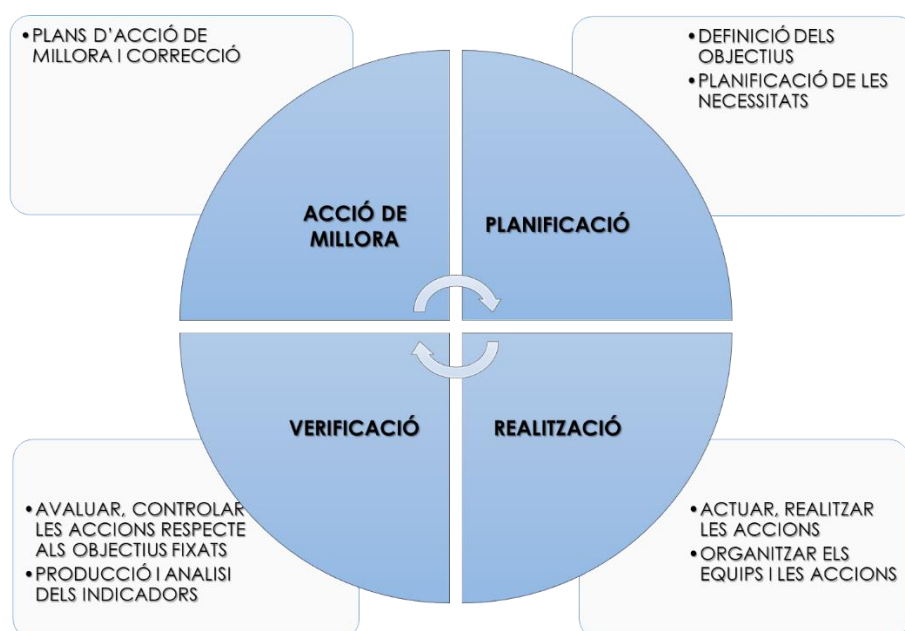 •PLANS D'ACCIÓ DE
MILLORA I CORRECCIÓ
•DEFINICIÓ DELS
OBJECTIUS
•PLANIFICACIÓ DE LES
NECESSITATS
ACCIÓ DE
MILLORA
PLANIFICACIÓ
VERIFICACIÓ
REALITZACIÓ
•AVALUAR, CONTROLAR
LES ACCIONS RESPECTE
ALS OBJECTIUS FIXATS
•PRODUCCIÓ I ANALISI
DELS INDICADORS
•ACTUAR, REALITZAR
LES ACCIONS
•ORGANITZAR ELS
EQUIPS I LES ACCIONS